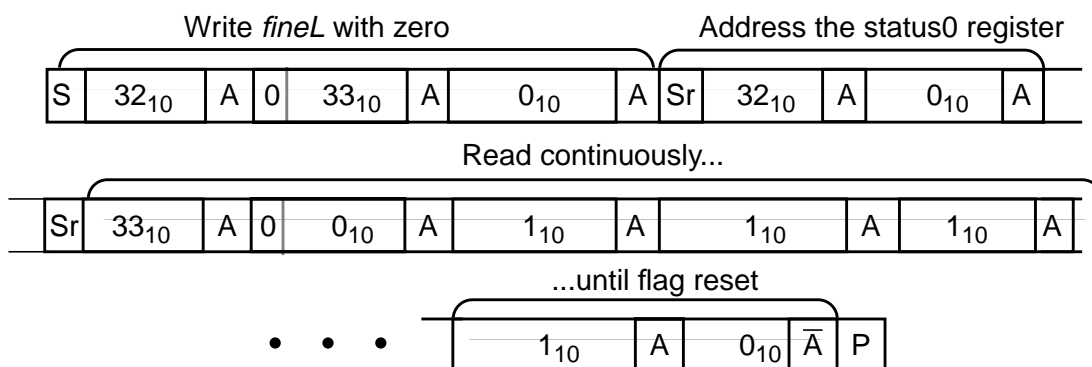 Write fineL with zero Address the status0 register
S 32₁₀ A 0 33₁₀ A 0₁₀ A Sr 32₁₀ A 0₁₀ A
Read continuously...
Sr 33₁₀ A 0 0₁₀ A 1₁₀ A 1₁₀ A 1₁₀ A
...until flag reset
• • • 1₁₀ A 0₁₀ A̅ P